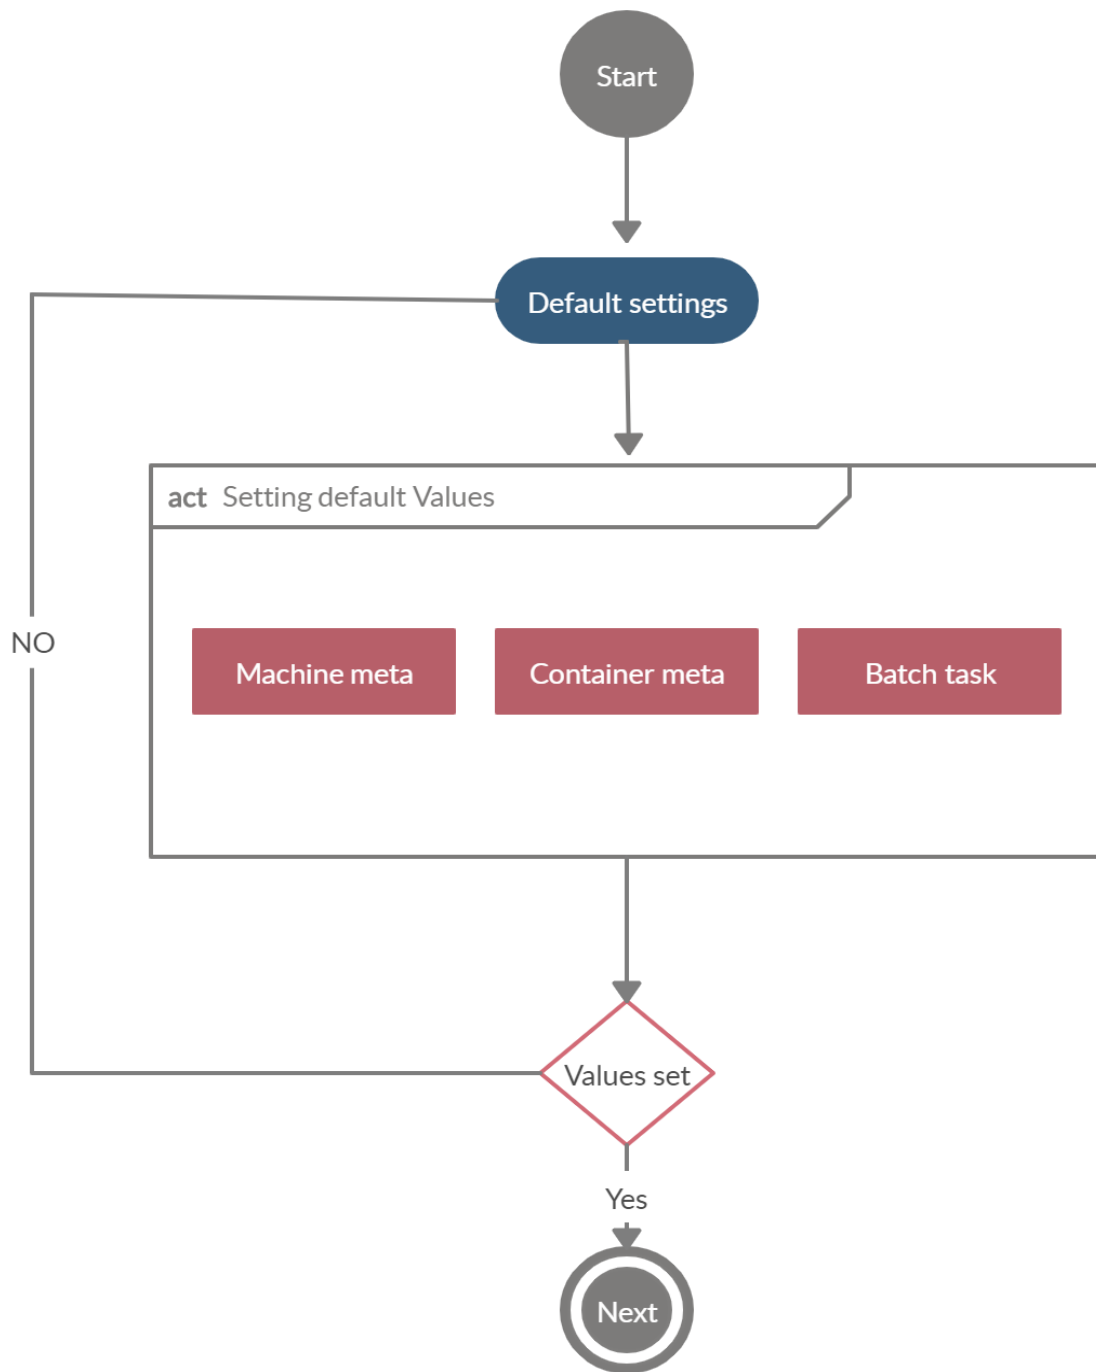 Start
Default settings
act Setting default Values
NO
Machine meta
Container meta
Batch task
Values set
Yes
Next